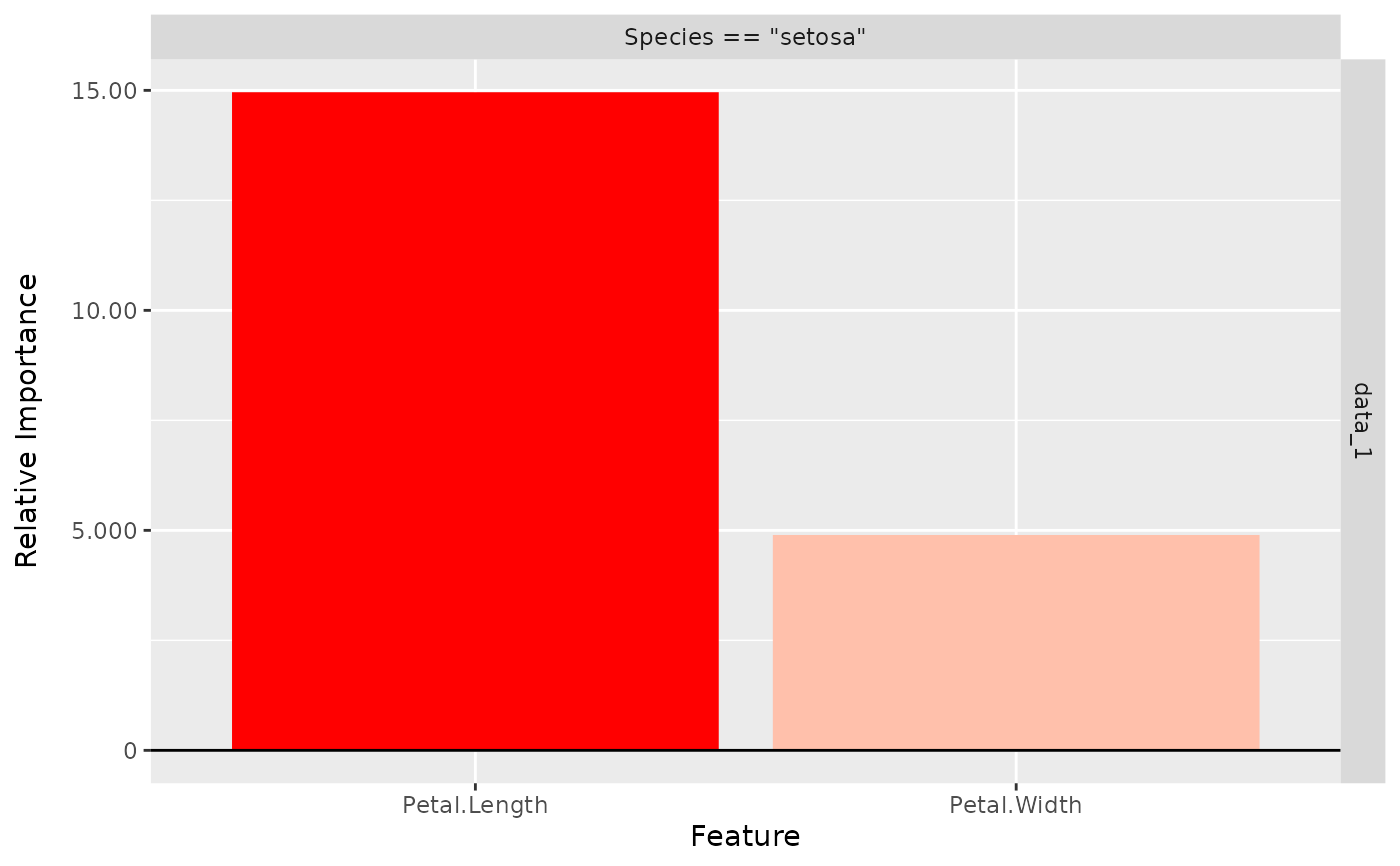 Species == "setosa"
15.00
10.00
5.000
0
Relative Importance
data_1
Petal.Length
Petal.Width
Feature